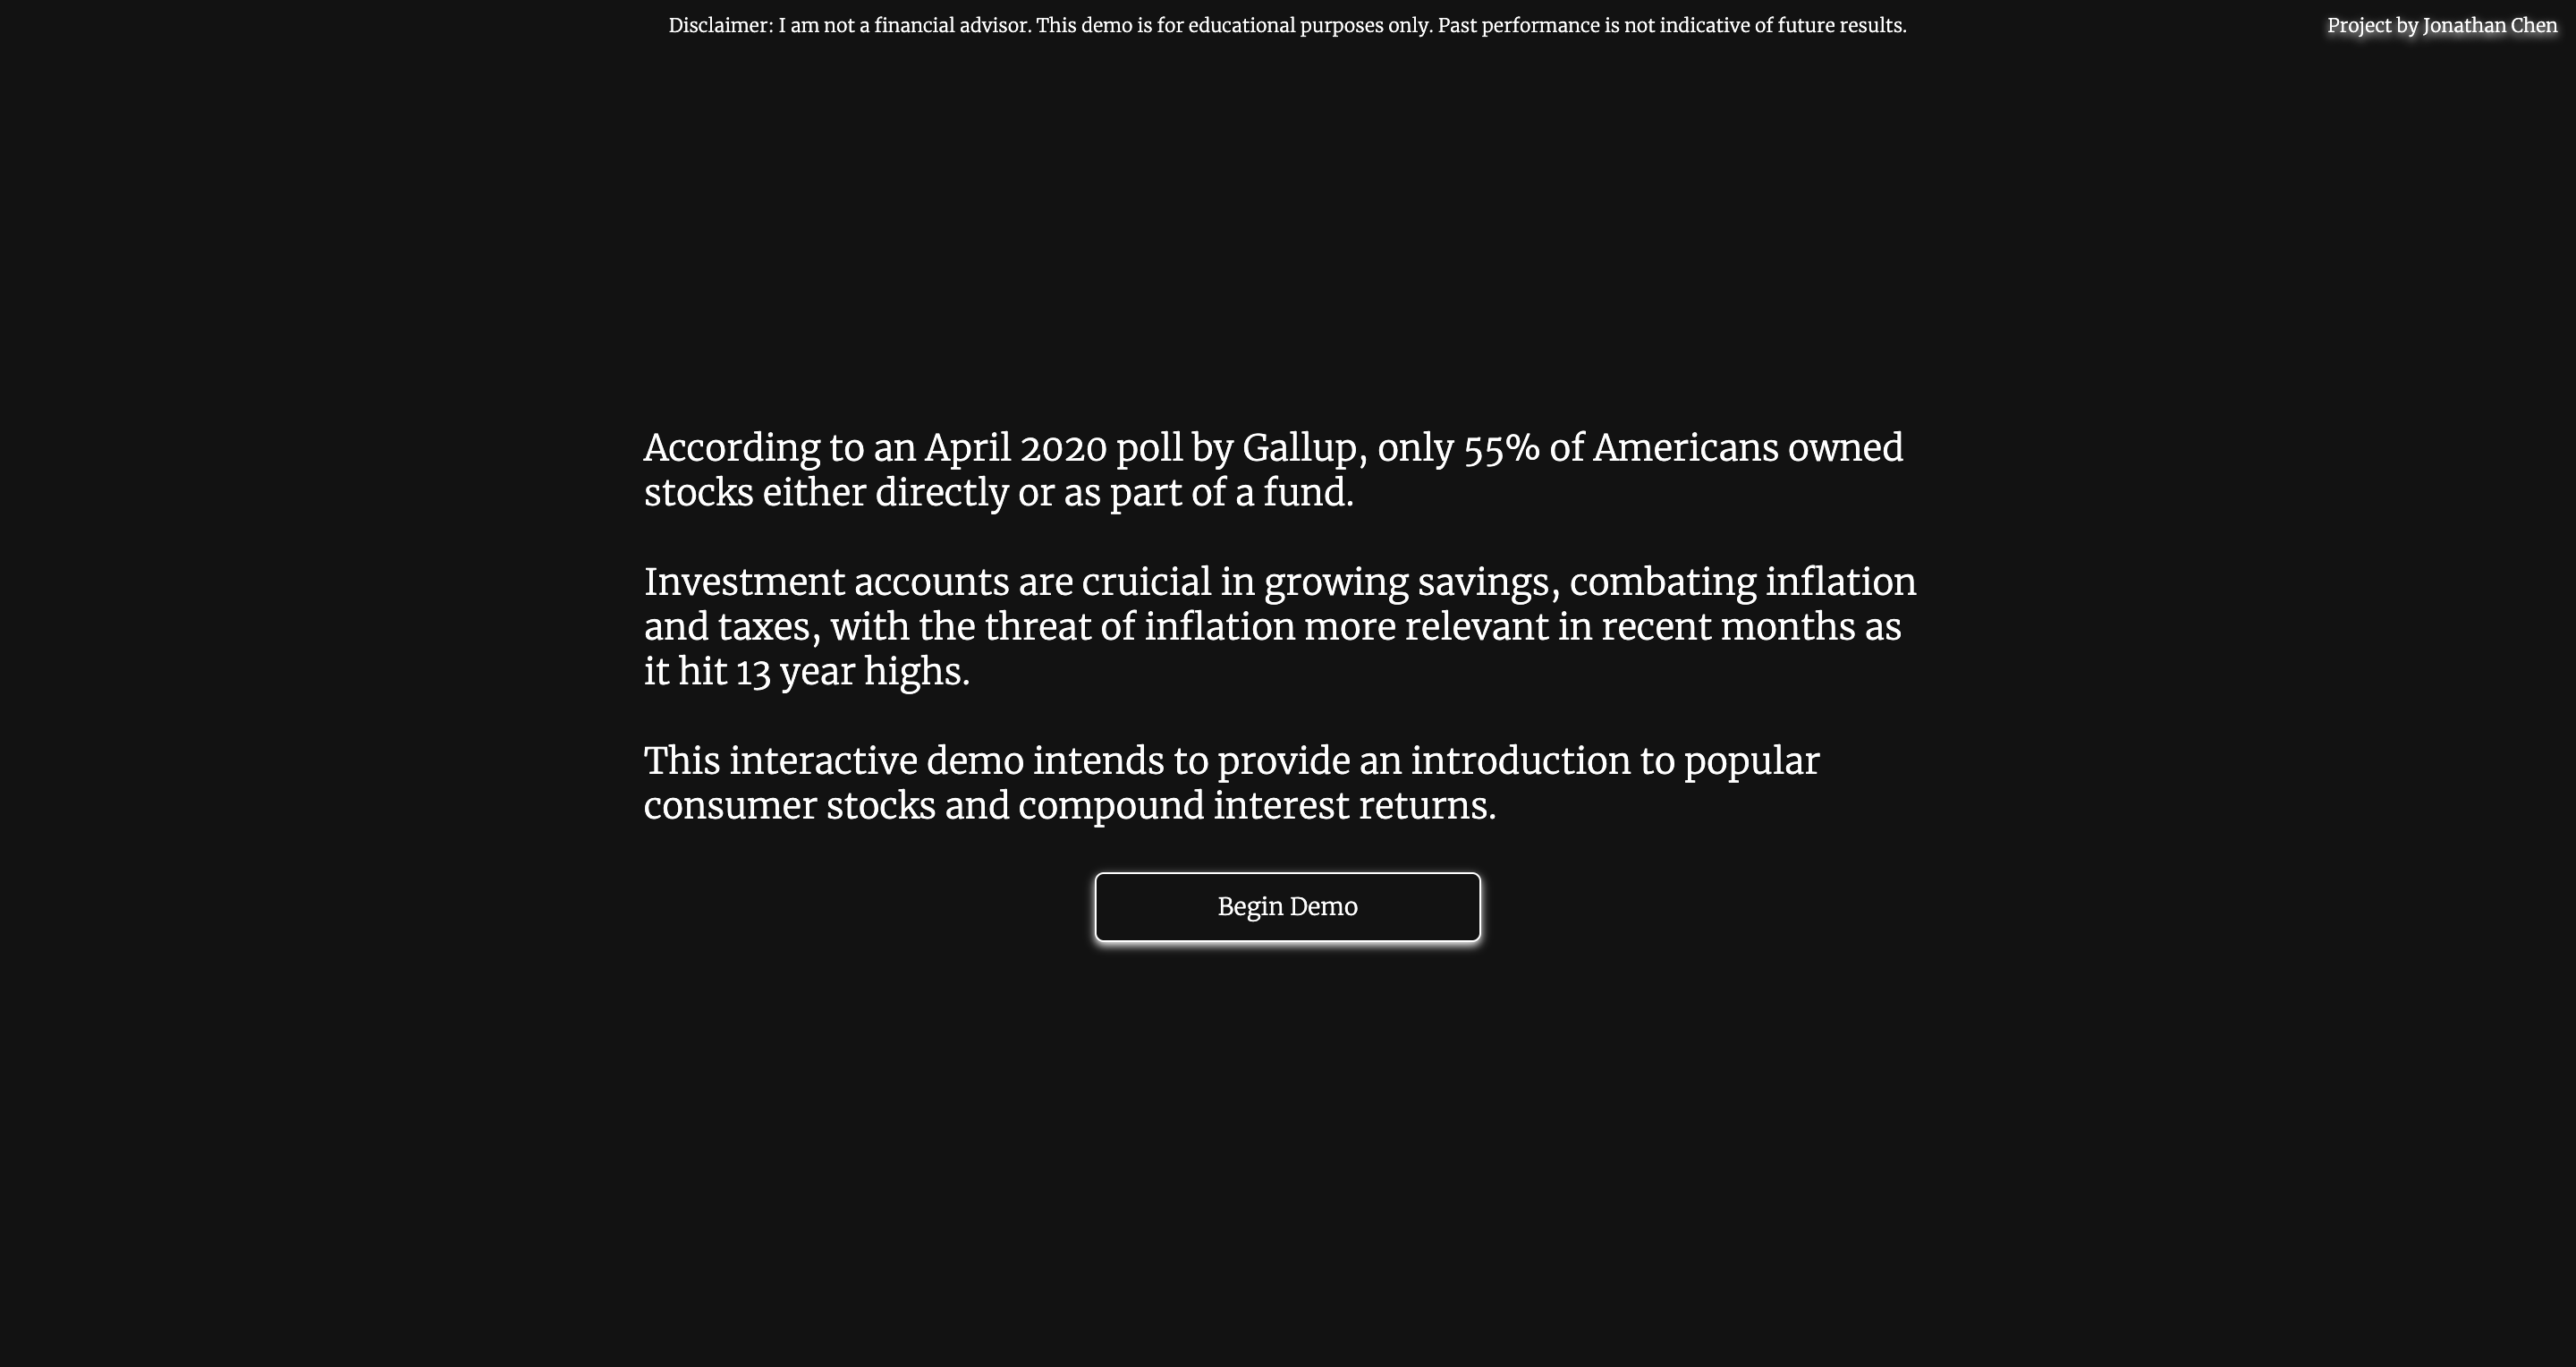 Disclaimer: I am not a financial advisor. This demo is for educational purposes only. Past performance is not indicative of future results.
Project by Jonathan Chen
According to an April 2020 poll by Gallup, only 55% of Americans owned
stocks either directly or as part of a fund.
Investment accounts are cruicial in growing savings, combating inflation
and taxes, with the threat of inflation more relevant in recent months as
it hit 13 year highs.
This interactive demo intends to provide an introduction to popular
consumer stocks and compound interest returns.
Begin Demo